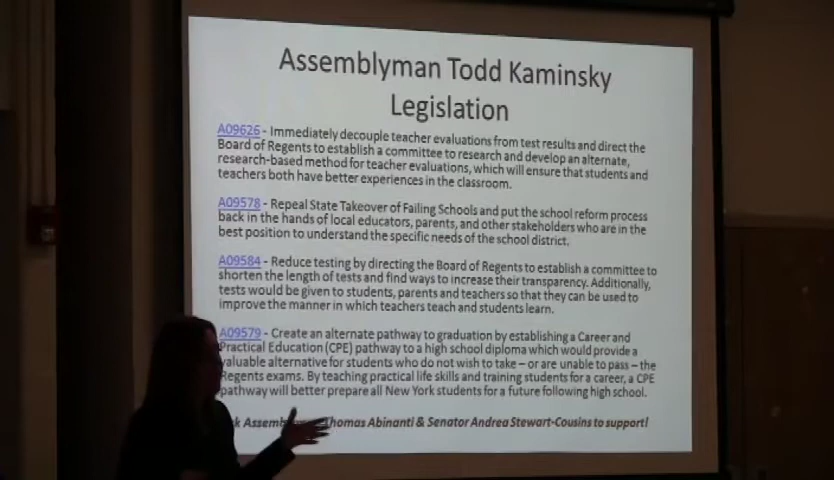 Assemblyman Todd Kaminsky
Legislation
A09626 - Immediately decouple teacher evaluations from test results and direct the
Board of Regents to establish a committee to research and develop an alternate,
research-based method for teacher evaluations, which will ensure that students and
teachers both have better experiences in the classroom.
A09578 - Repeal State Takeover of Failing Schools and put the school reform process
back in the hands of local educators, parents, and other stakeholders who are in the
best position to understand the specific needs of the school district.
A09584 - Reduce testing by directing the Board of Regents to establish a committee to
shorten the length of tests and find ways to increase their transparency. Additionally,
tests would be given to students, parents and teachers so that they can be used to
improve the manner in which teachers teach and students learn.
A09579 - Create an alternate pathway to graduation by establishing a Career and
Practical Education (CPE) pathway to a high school diploma which would provide a
valuable alternative for students who do not wish to take – or are unable to pass – the
Regents exams. By teaching practical life skills and training students for a career, a CPE
pathway will better prepare all New York students for a future following high school.
Thomas Abinanti & Senator Andrea Stewart-Cousins to support!